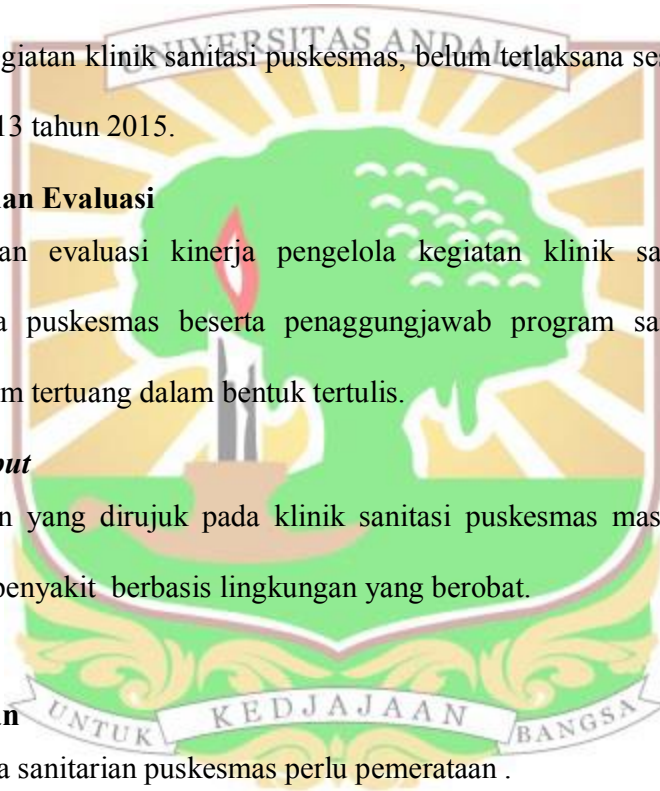 UNIVERSITAS ANDALAS
giatan klinik sanitasi puskesmas, belum terlaksana ses
13 tahun 2015.
an Evaluasi
an evaluasi kinerja pengelola kegiatan klinik sa
a puskesmas beserta penaggungjawab program sa
m tertuang dalam bentuk tertulis.
put
n yang dirujuk pada klinik sanitasi puskesmas mas
penyakit berbasis lingkungan yang berobat.
an
UNTUK KEDJAJAAN BANGSA
a sanitarian puskesmas perlu pemerataan .